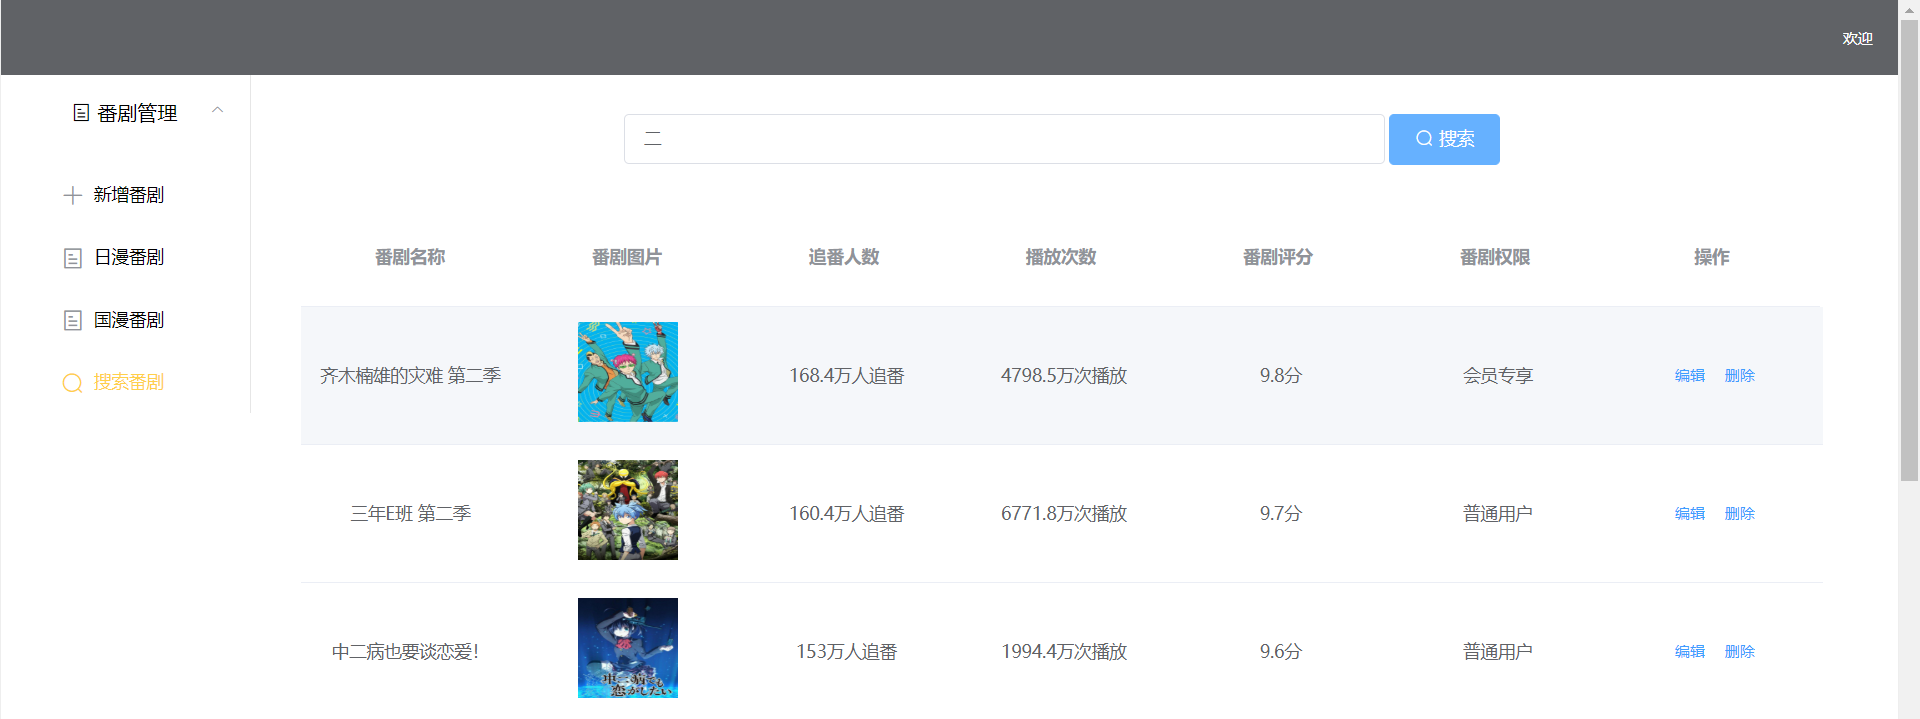 欢迎
番剧管理
新增番剧
日漫番剧
国漫番剧
搜索番剧
二 搜索
番剧名称 番剧图片 追番人数 播放次数 番剧评分 番剧权限 操作
齐木楠雄的灾难 第二季 168.4万人追番 4798.5万次播放 9.8分 会员专享 编辑 删除
三年E班 第二季 160.4万人追番 6771.8万次播放 9.7分 普通用户 编辑 删除
中二病也要谈恋爱！ 153万人追番 1994.4万次播放 9.6分 普通用户 编辑 删除
中二病でも
恋がしたい